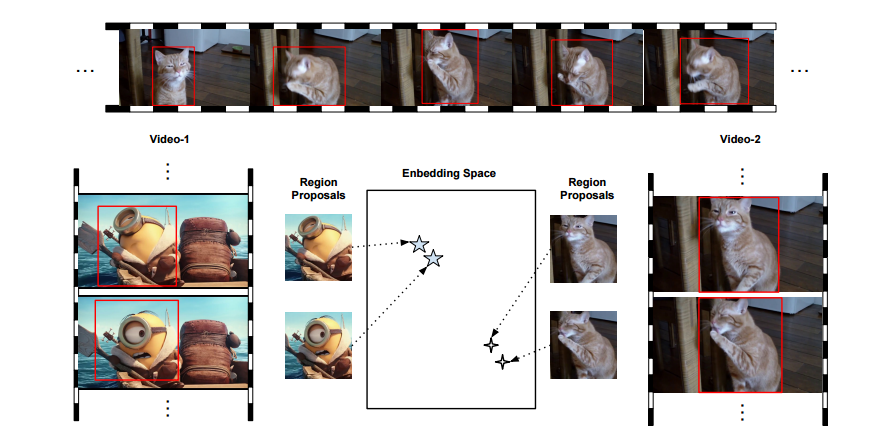 ...
Video-1
Video-2
Region
Proposals
Enbedding Space
Region
Proposals